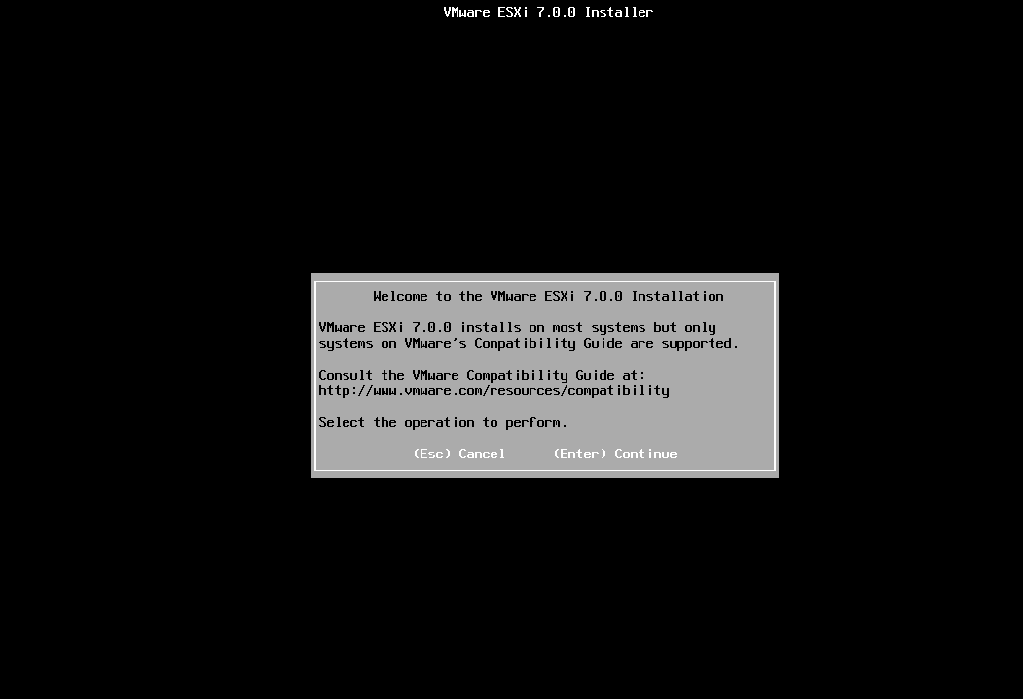 VMware ESXi 7.0.0 Installer
Welcome to the VMware ESXi 7.0.0 Installation
VMware ESXi 7.0.0 installs on most systems but only
systems on VMware's Compatibility Guide are supported.
Consult the VMware Compatibility Guide at:
http://www.vmware.com/resources/compatibility
Select the operation to perform.
(Esc) Cancel (Enter) Continue